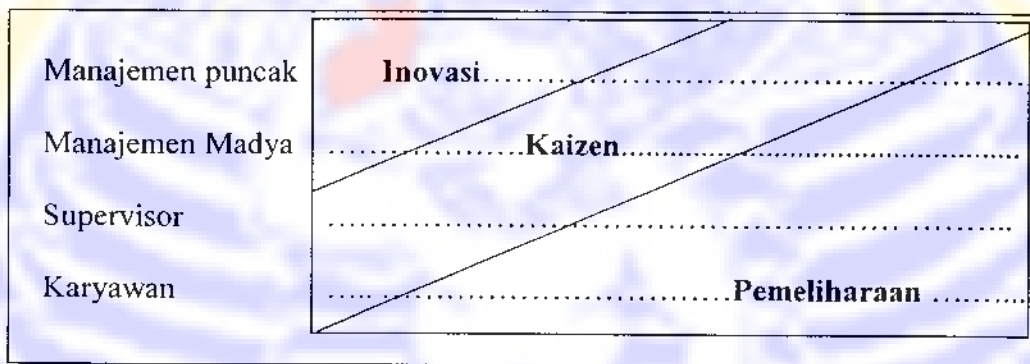 Manajemen puncak Inovasi
Manajemen Madya Kaizen
Supervisor
Karyawan Pemeliharaan